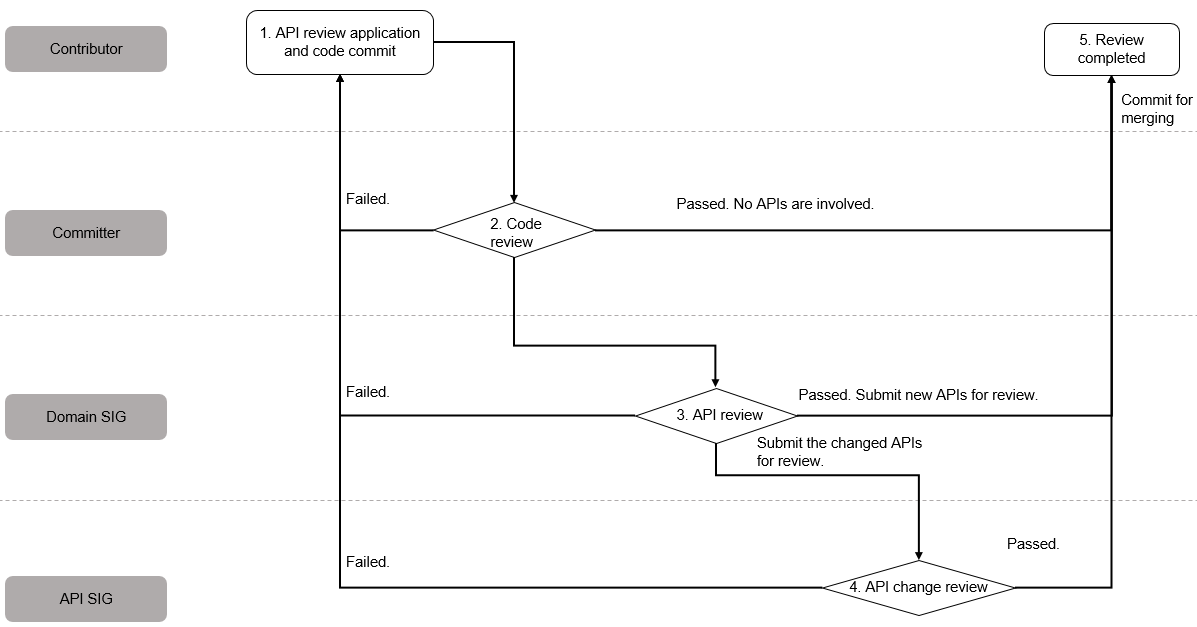 Contributor
1. API review application
and code commit
5. Review
completed
Commit for
merging
Committer
Failed.
2. Code
review
Passed. No APIs are involved.
Domain SIG
Failed.
3. API review
Passed. Submit new APIs for review.
Submit the changed APIs
for review.
API SIG
Failed.
4. API change review
Passed.